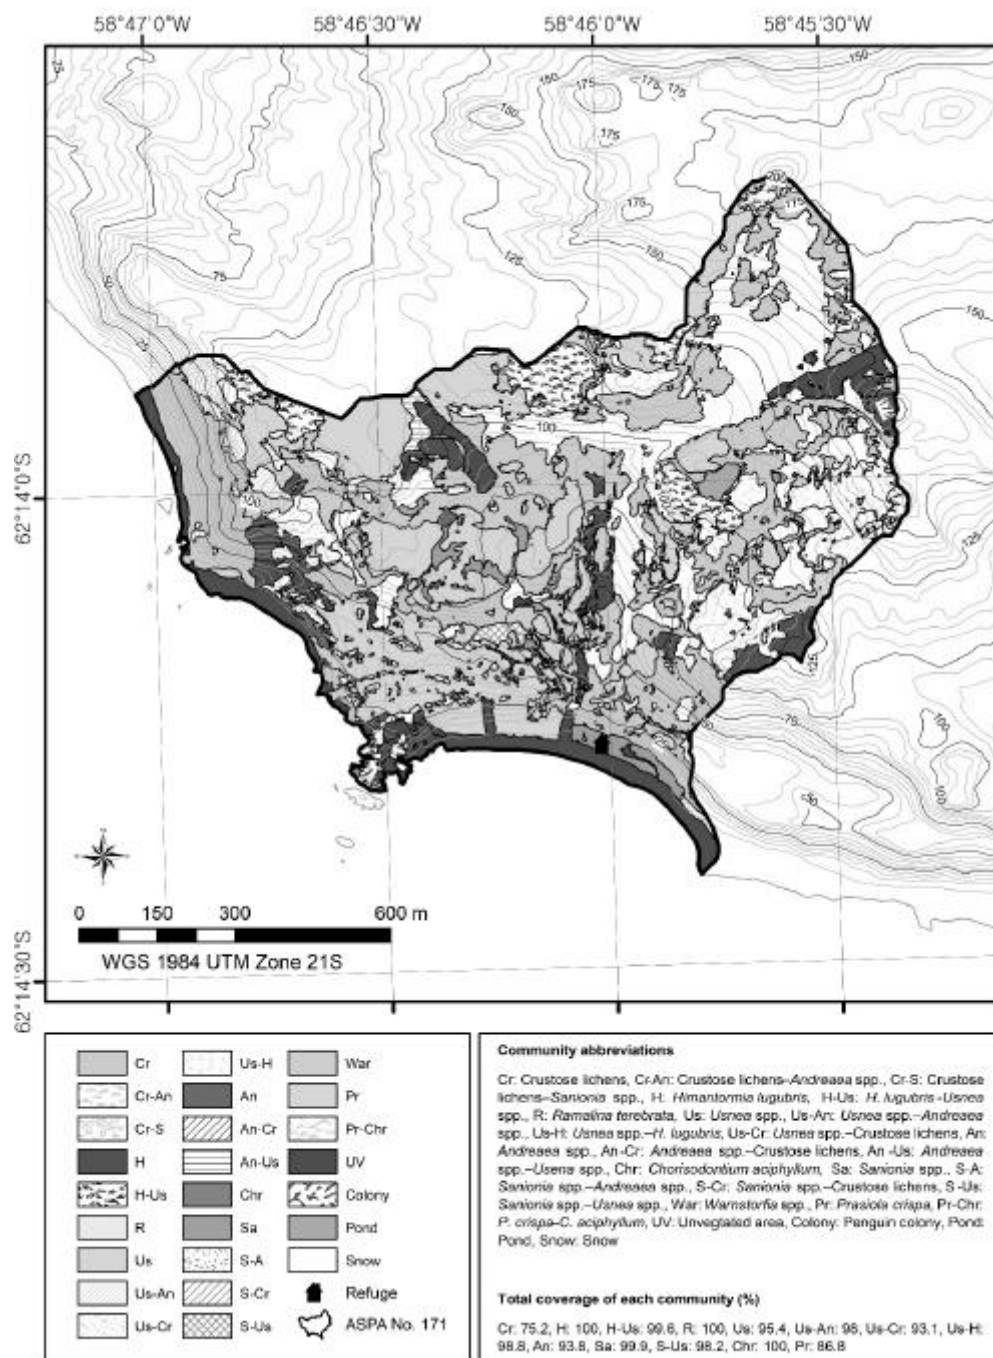 58°47'0"W 58°46'30"W 58°46'0"W 58°45'30"W
150
175
175
175
150
200
175
175
150
125
75
150
100
100
125
125
75
100
100
50
62°14'0"S
62°14'30"S
0 150 300 600 m
WGS 1984 UTM Zone 21S
Cr Us-H War
Cr-An An Pr
Cr-S An-Cr Pr-Chr
H An-Us UV
H-Us Chr Colony
R Sa Pond
Us S-A Snow
Us-An S-Cr Refuge
Us-Cr S-Us ASPA No. 171
Community abbreviations
Cr: Crustose lichens, Cr-An: Crustose lichens–Andreaea spp., Cr-S: Crustose
lichens–Sanionia spp., H: Himantormia lugubris, H-Us: H. lugubris -Usnea
spp., R: Ramalina terebrata, Us: Usnea spp., Us-An: Usnea spp.–Andreaea
spp., Us-H: Usnea spp.–H. lugubris, Us-Cr: Usnea spp.–Crustose lichens, An:
Andreaea spp., An-Cr: Andreaea spp.–Crustose lichens, An -Us: Andreaea
spp.–Usena spp., Chr: Chorisodontium aciphyllum, Sa: Sanionia spp., S-A:
Sanionia spp.–Andreaea spp., S-Cr: Sanionia spp.–Crustose lichens, S-Us:
Sanionia spp.–Usnea spp., War: Warnstorfia spp., Pr: Prasiola crispa, Pr-Chr:
P. crispa–C. aciphyllum, UV: Unvegtated area, Colony: Penguin colony, Pond:
Pond, Snow: Snow
Total coverage of each community (%)
Cr: 75.2, H: 100, H-Us: 99.6, R: 100, Us: 95.4, Us-An: 98, Us-Cr: 93.1, Us-H:
98.8, An: 93.8, Sa: 99.9, S-Us: 98.2, Chr: 100, Pr: 86.8